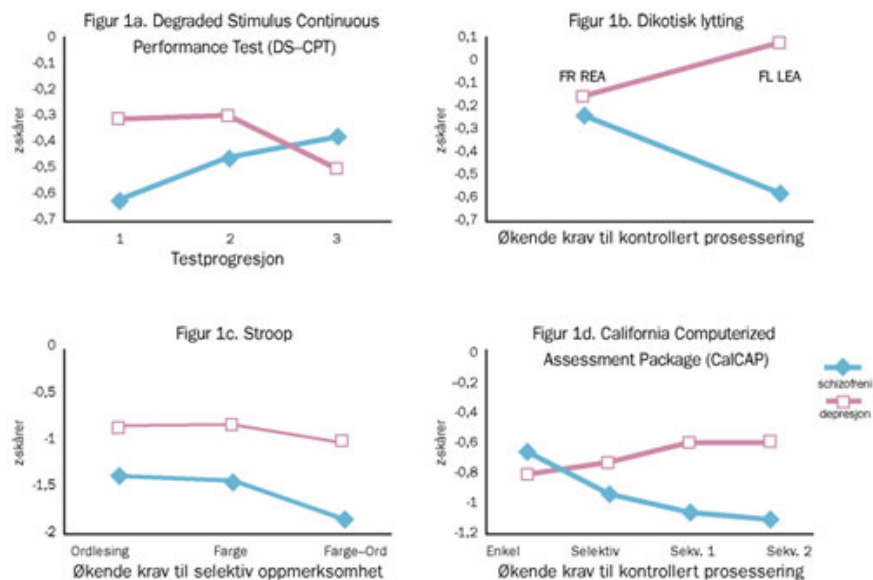 Figur 1a. Degraded Stimulus Continuous
Performance Test (DS–CPT)
z-skårer
0
-0,1
-0,2
-0,3
-0,4
-0,5
-0,6
-0,7
1 2 3
Testprogresjon
Figur 1b. Dikotisk lytting
z-skårer
0,1
0
-0,1
-0,2
-0,3
-0,4
-0,5
-0,6
-0,7
FR REA FL LEA
Økende krav til kontrollert prosessering
Figur 1c. Stroop
z-skårer
0
-0,5
-1
-1,5
-2
Ordlesing Farge Farge–Ord
Økende krav til selektiv oppmerksomhet
Figur 1d. California Computerized
Assessment Package (CalCAP)
z-skårer
0
-0,2
-0,4
-0,6
-0,8
-1
-1.2
Enkel Selektiv Sekv. 1 Sekv. 2
Økende krav til kontrollert prosessering
schizofreni
depresjon